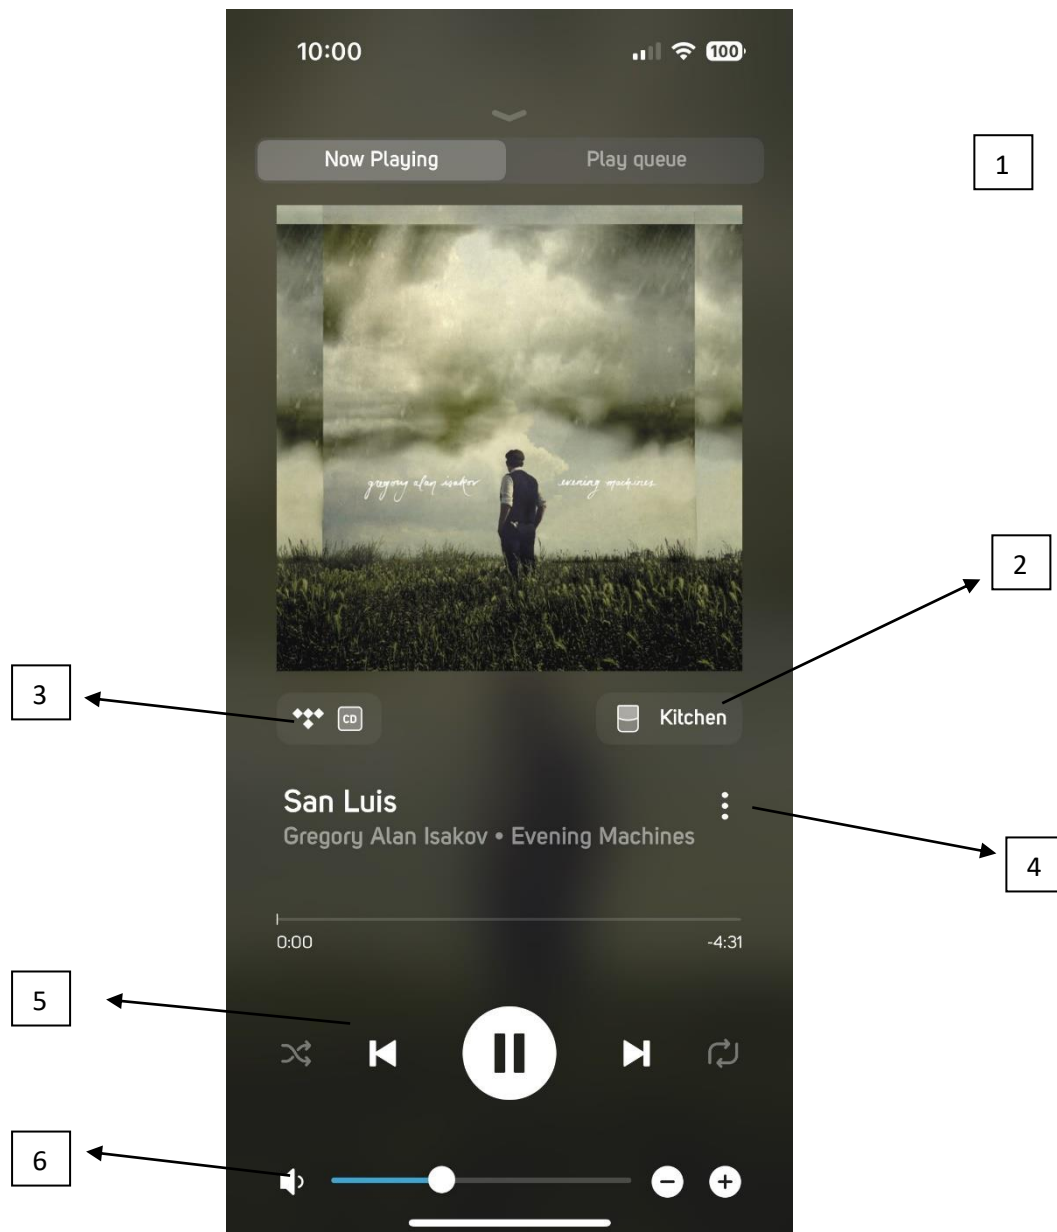 10:00
100
Now Playing
Play queue
1
gregory alan isakov
evening machines
2
3
CD
Kitchen
San Luis
Gregory Alan Isakov • Evening Machines
4
0:00
-4:31
5
6